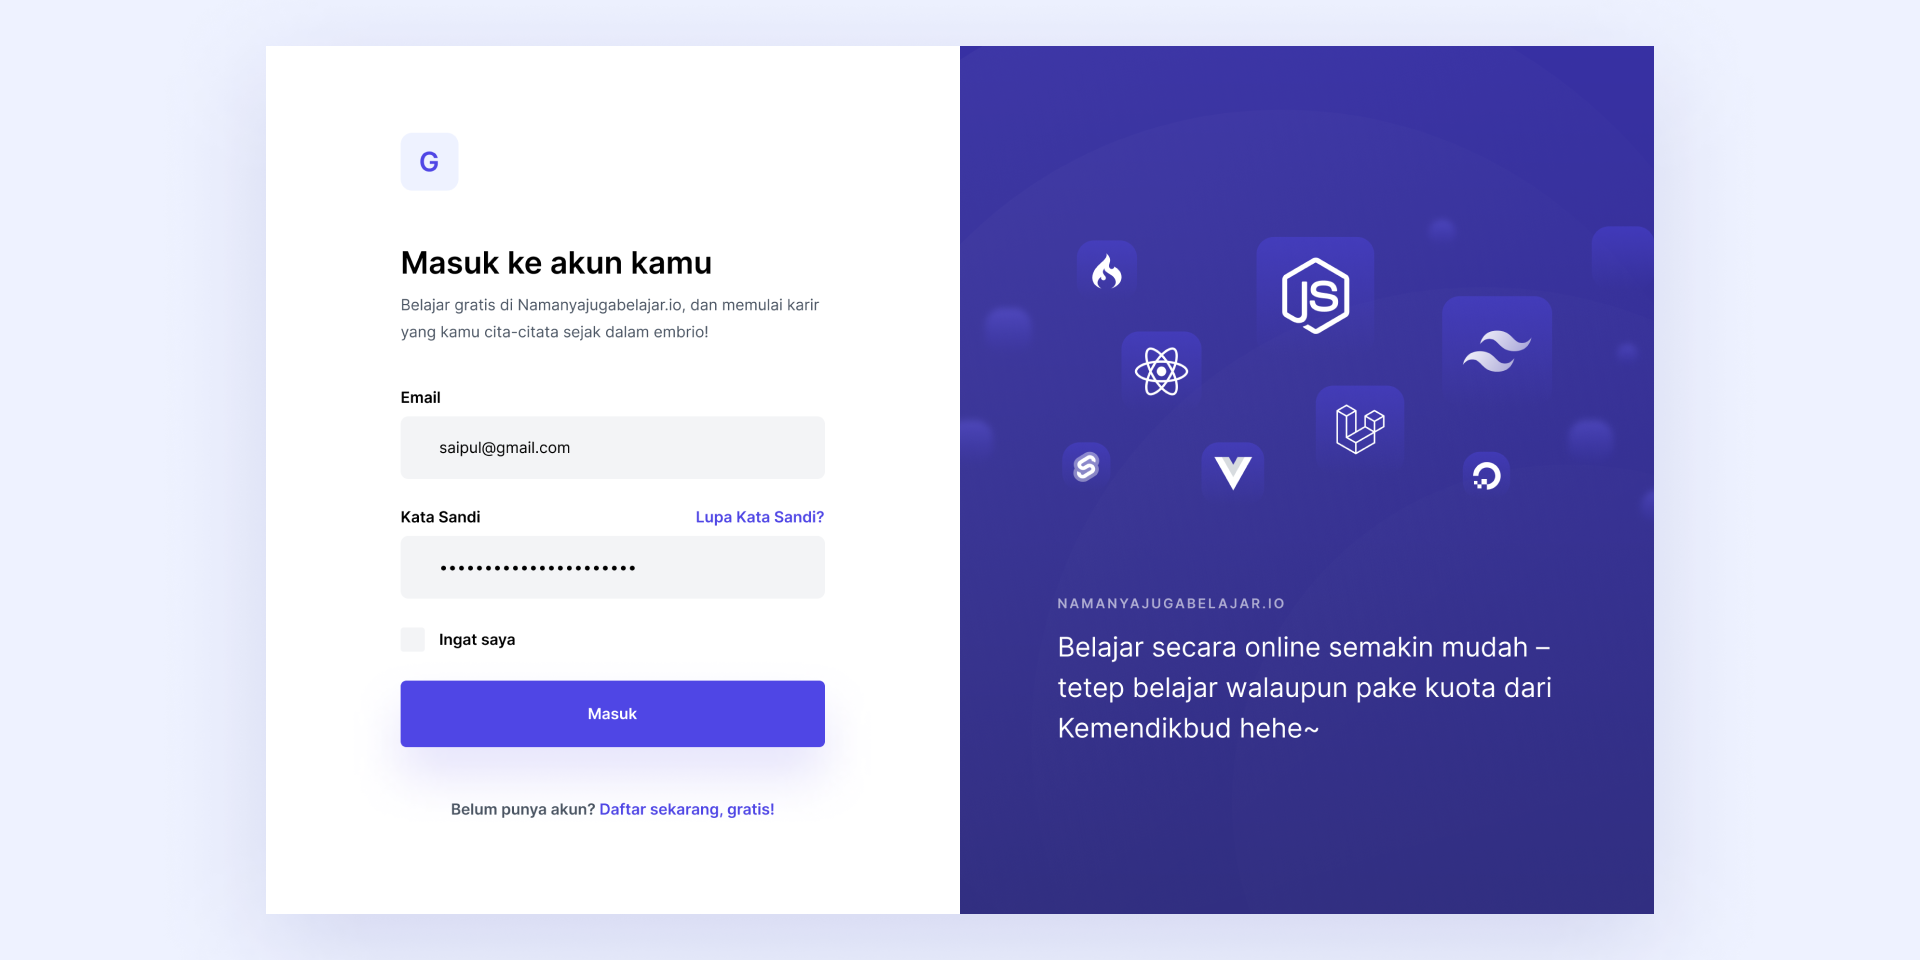 G
Masuk ke akun kamu
Belajar gratis di Namanyajugabelajar.io, dan memulai karir
yang kamu cita-citata sejak dalam embrio!
Email
saipul@gmail.com
Kata Sandi
Lupa Kata Sandi?
••••••••••••••••••••••
Ingat saya
Masuk
Belum punya akun? Daftar sekarang, gratis!
JS
NAMANYAJUGABELAJAR.IO
Belajar secara online semakin mudah –
tetep belajar walaupun pake kuota dari
Kemendikbud hehe~